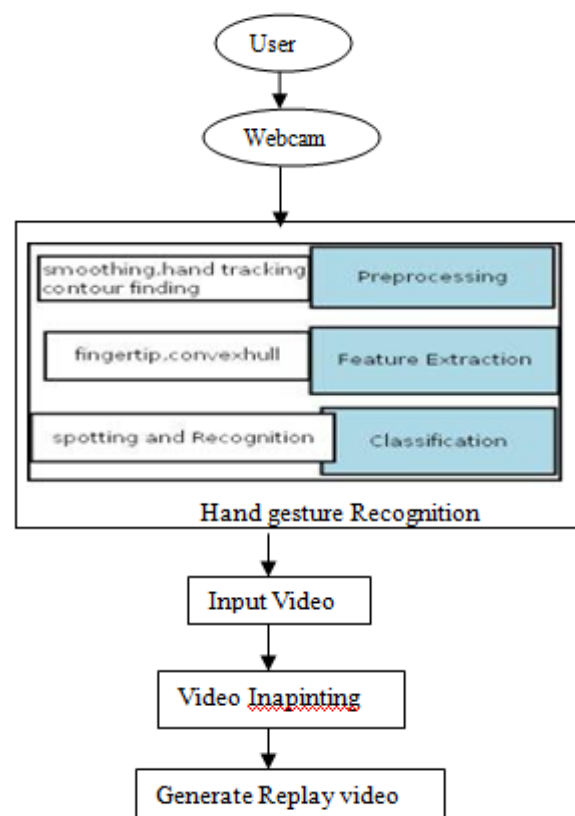 User
Webcam
smoothing.hand tracking
contour finding
Preprocessing
fingertip.convexhull
Feature Extraction
spotting and Recognition
Classification
Hand gesture Recognition
Input Video
Video Inapinting
Generate Replay video